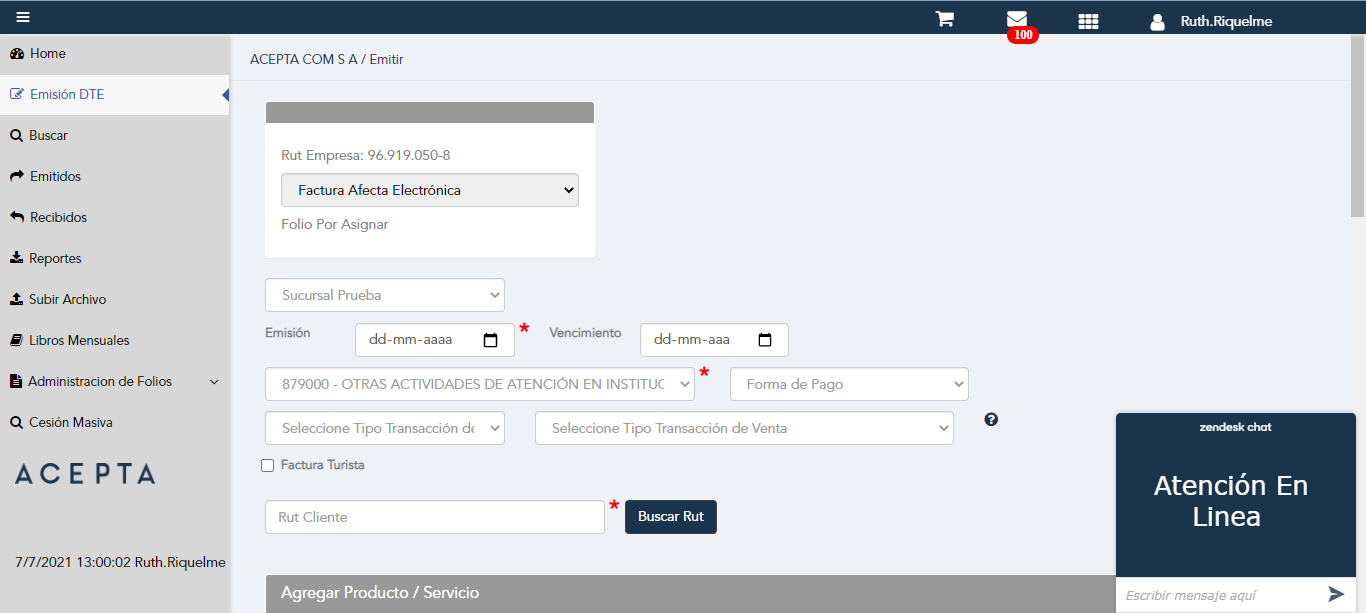 100
Ruth.Riquelme
Home
Emisión DTE
Buscar
Emitidos
Recibidos
Reportes
Subir Archivo
Libros Mensuales
Administracion de Folios
Cesión Masiva
ACEPTA
7/7/2021 13:00:02 Ruth.Riquelme
ACEPTA COM S A / Emitir
Rut Empresa: 96.919.050-8
Factura Afecta Electrónica
Folio Por Asignar
Sucursal Prueba
Emisión dd-mm-aaaa * Vencimiento dd-mm-aaa
879000 - OTRAS ACTIVIDADES DE ATENCIÓN EN INSTITUC * Forma de Pago
Seleccione Tipo Transacción de Seleccione Tipo Transacción de Venta ?
Factura Turista
Rut Cliente * Buscar Rut
Agregar Producto / Servicio
zendesk chat
Atención En
Linea
Escribir mensaje aquí